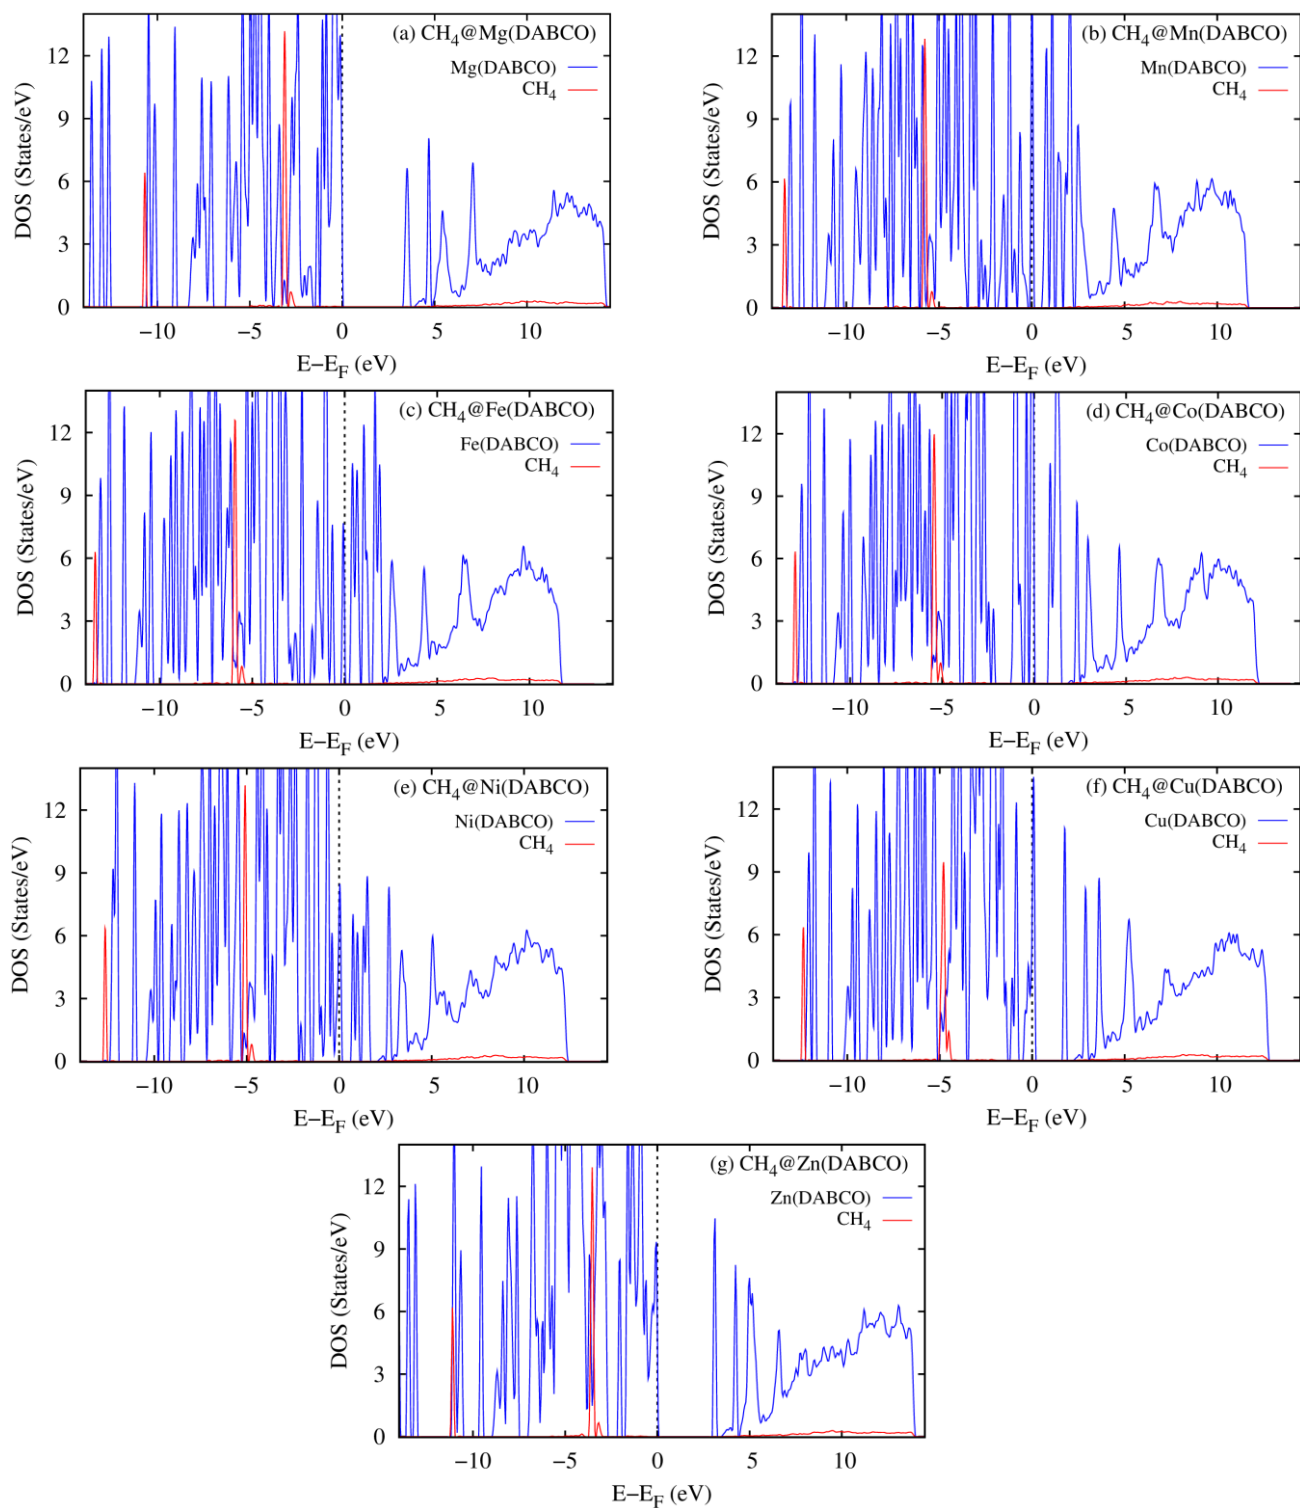 (a) CH4@Mg(DABCO)
Mg(DABCO)
CH4
DOS (States/eV)
12
9
6
3
0
−10 −5 0 5 10
E−EF (eV)
(b) CH4@Mn(DABCO)
Mn(DABCO)
CH4
DOS (States/eV)
12
9
6
3
0
−10 −5 0 5 10
E−EF (eV)
(c) CH4@Fe(DABCO)
Fe(DABCO)
CH4
DOS (States/eV)
12
9
6
3
0
−10 −5 0 5 10
E−EF (eV)
(d) CH4@Co(DABCO)
Co(DABCO)
CH4
DOS (States/eV)
12
9
6
3
0
−10 −5 0 5 10
E−EF (eV)
(e) CH4@Ni(DABCO)
Ni(DABCO)
CH4
DOS (States/eV)
12
9
6
3
0
−10 −5 0 5 10
E−EF (eV)
(f) CH4@Cu(DABCO)
Cu(DABCO)
CH4
DOS (States/eV)
12
9
6
3
0
−10 −5 0 5 10
E−EF (eV)
(g) CH4@Zn(DABCO)
Zn(DABCO)
CH4
DOS (States/eV)
12
9
6
3
0
−10 −5 0 5 10
E−EF (eV)